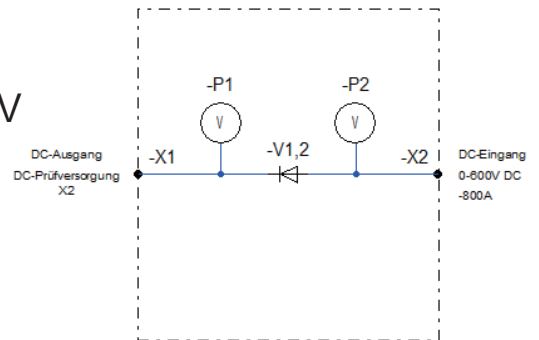 V
-P1
-P2
V
V
DC-Ausgang
DC-Prüfversorgung
X2
-X1
-V1,2
-X2
DC-Eingang
0-600V DC
-800A